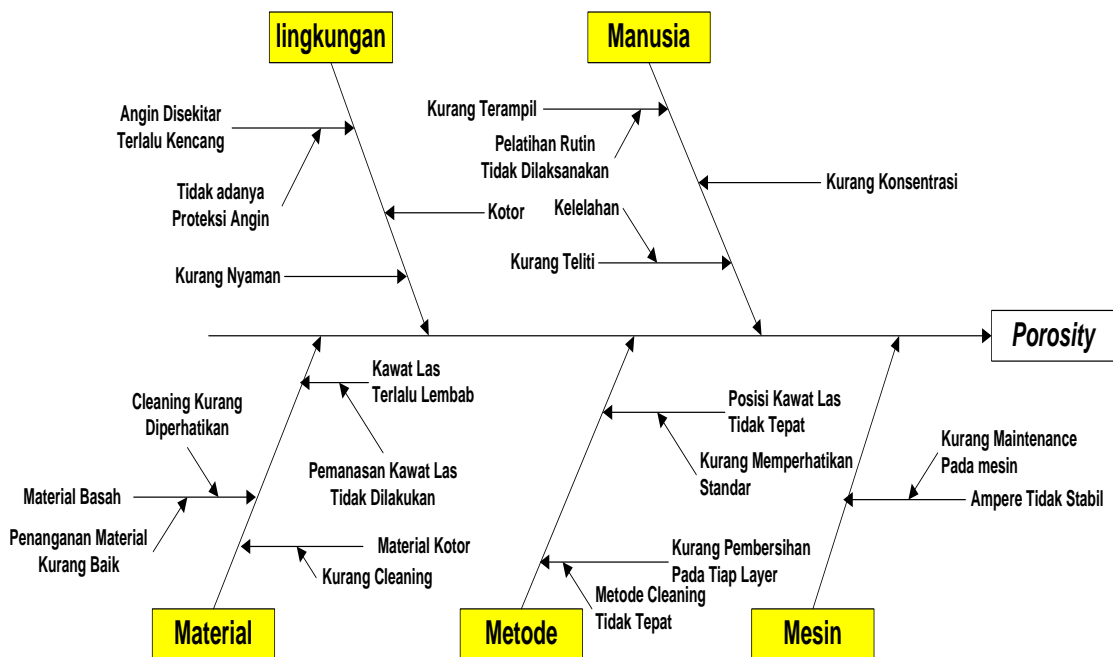 lingkungan
Manusia
Angin Disekitar
Terlalu Kencang
Tidak adanya
Proteksi Angin
Kotor
Kurang Nyaman
Kurang Terampil
Pelatihan Rutin
Tidak Dilaksanakan
Kurang Konsentrasi
Kelelahan
Kurang Teliti
Porosity
Kawat Las
Terlalu Lembab
Cleaning Kurang
Diperhatikan
Pemanasan Kawat Las
Tidak Dilakukan
Material Basah
Penanganan Material
Kurang Baik
Material Kotor
Kurang Cleaning
Posisi Kawat Las
Tidak Tepat
Kurang Memperhatikan
Standar
Kurang Pembersihan
Pada Tiap Layer
Metode Cleaning
Tidak Tepat
Kurang Maintenance
Pada mesin
Ampere Tidak Stabil
Material
Metode
Mesin